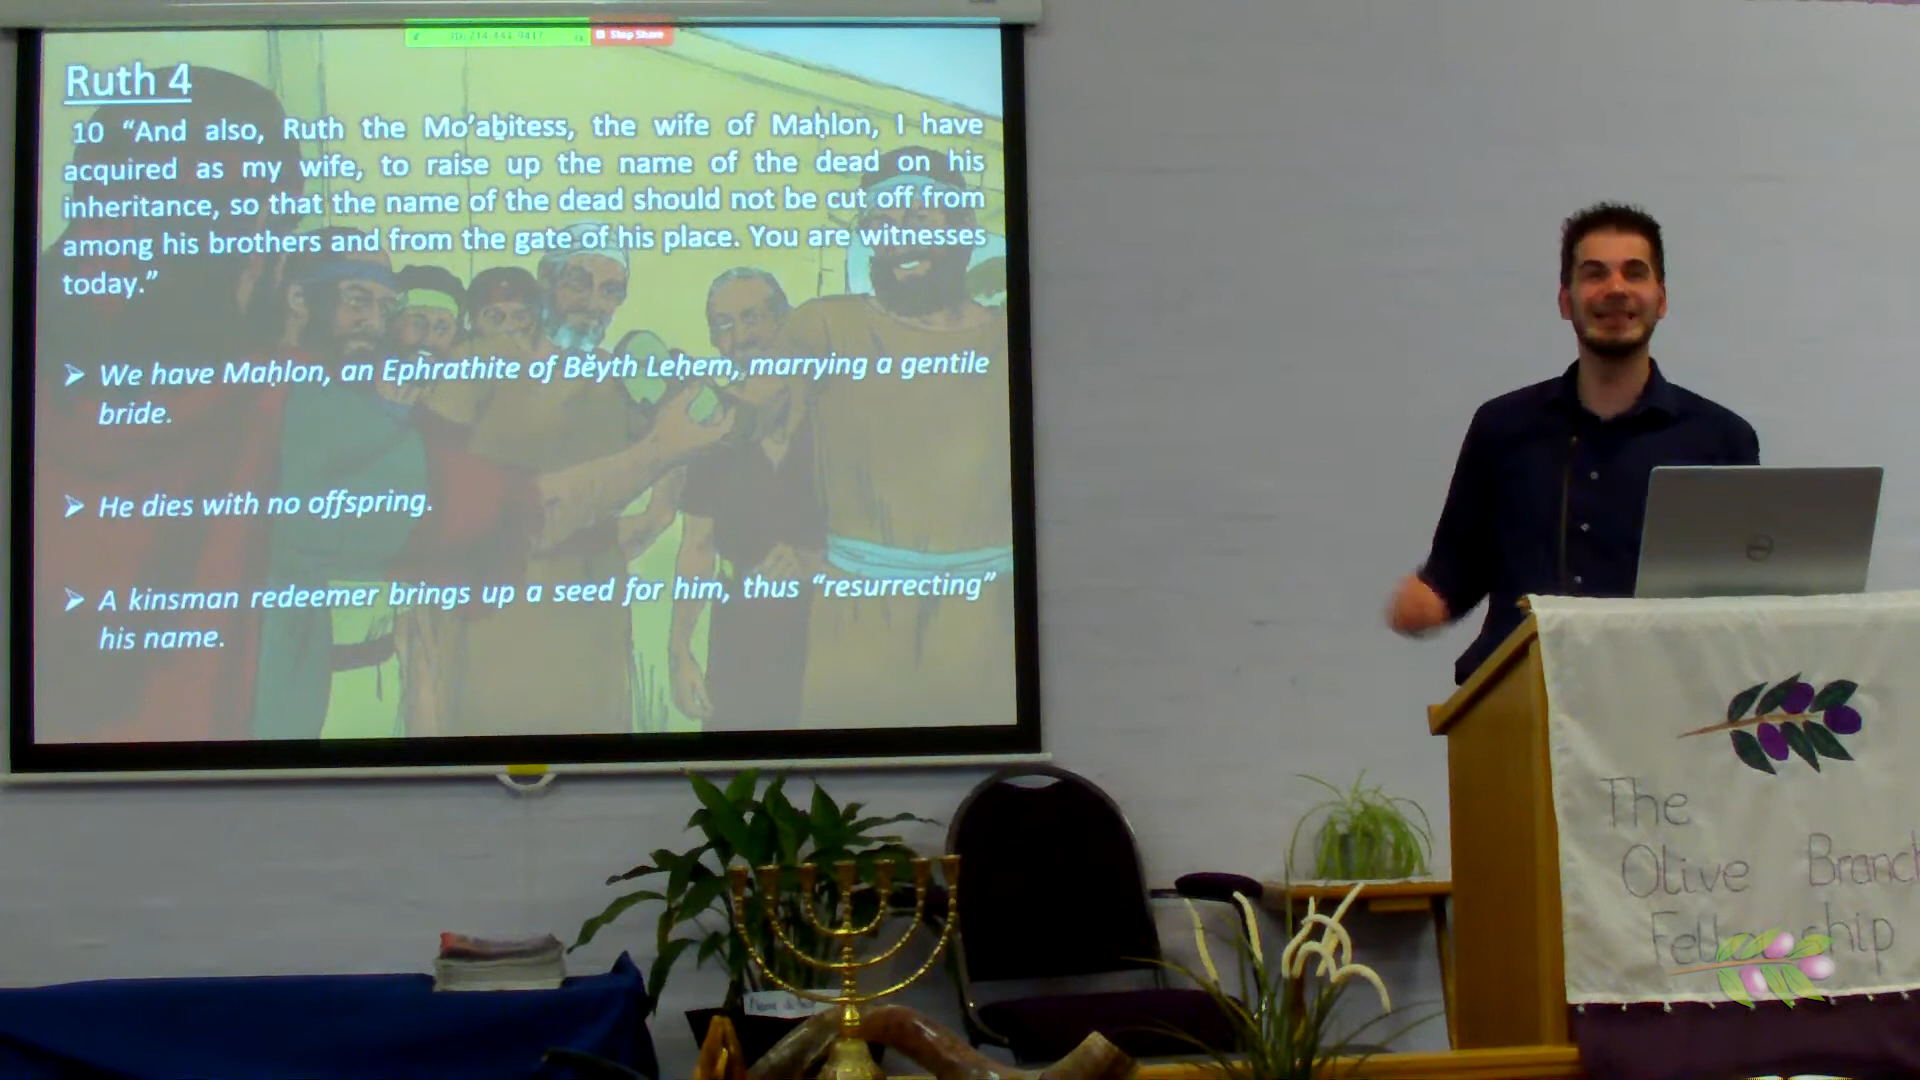 Stop Share
Ruth 4
10 “And also, Ruth the Mo’aḇitess, the wife of Maḥlon, I have
acquired as my wife, to raise up the name of the dead on his
inheritance, so that the name of the dead should not be cut off from
among his brothers and from the gate of his place. You are witnesses
today.”
➢ We have Maḥlon, an Ephrathite of Bĕyth Leḥem, marrying a gentile
bride.
➢ He dies with no offspring.
➢ A kinsman redeemer brings up a seed for him, thus “resurrecting”
his name.
DELL
The
Olive Branch
Fellowship